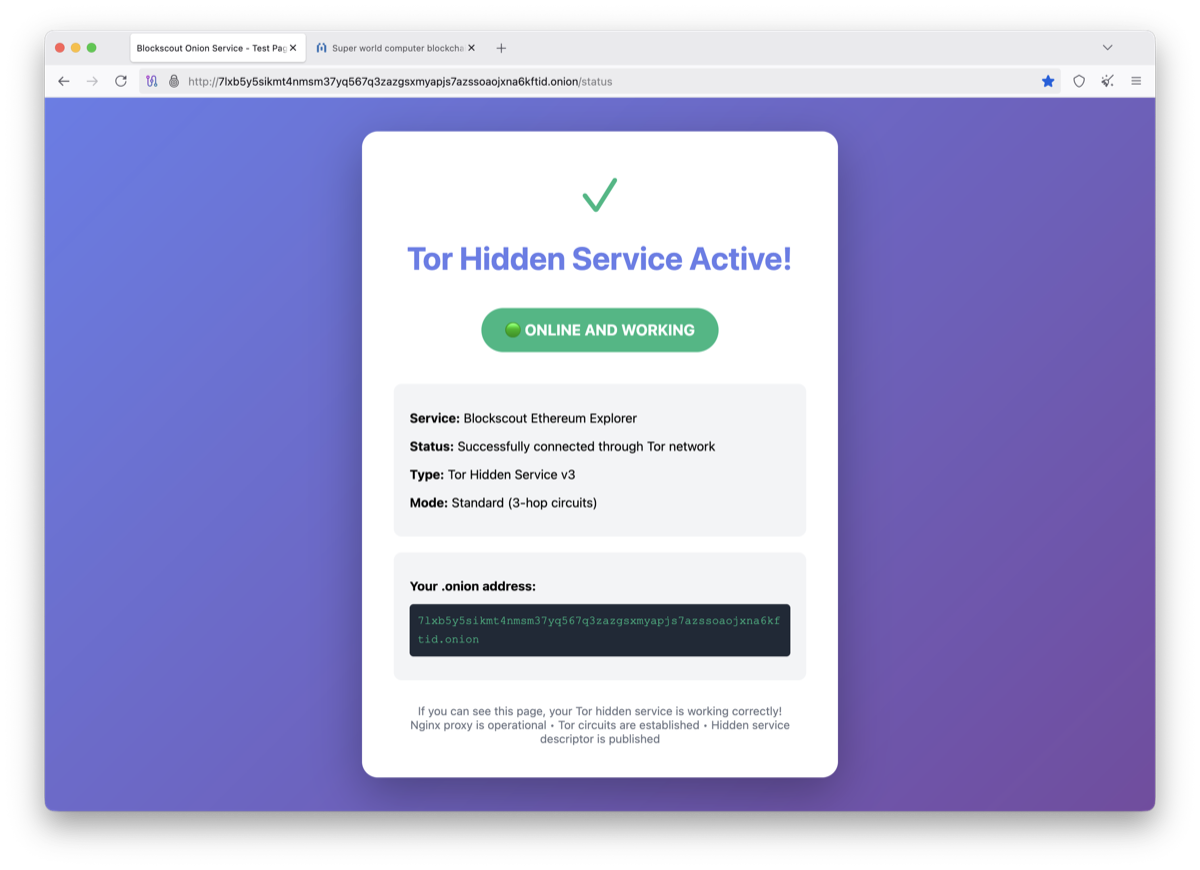 Blockscout Onion Service - Test Pag
Super world computer blockcha
http://7lxb5y5sikmt4nmsm37yq567q3zazgsxmyapjs7azssoaojxna6kftid.onion/status
Tor Hidden Service Active!
ONLINE AND WORKING
Service: Blockscout Ethereum Explorer
Status: Successfully connected through Tor network
Type: Tor Hidden Service v3
Mode: Standard (3-hop circuits)
Your .onion address:
7lxb5y5sikmt4nmsm37yq567q3zazgsxmyapjs7azssoaojxna6kf
tid.onion
If you can see this page, your Tor hidden service is working correctly!
Nginx proxy is operational • Tor circuits are established • Hidden service
descriptor is published